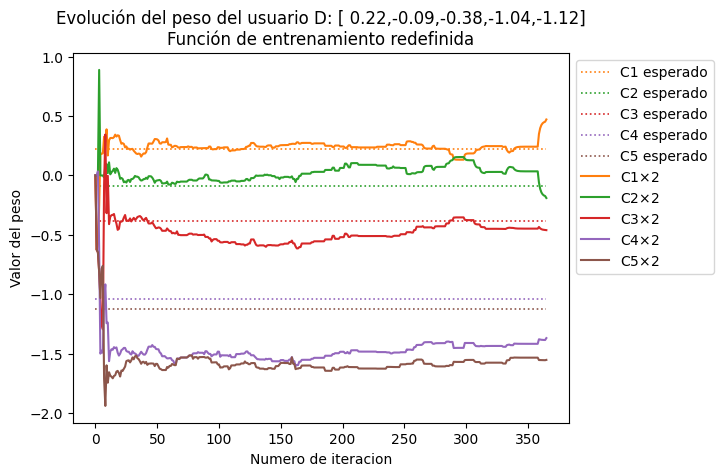 Evolución del peso del usuario D: [ 0.22,-0.09,-0.38,-1.04,-1.12]
Función de entrenamiento redefinida
Valor del peso
1.0
0.5
0.0
−0.5
−1.0
−1.5
−2.0
0
50
100
150
200
250
300
350
Numero de iteracion
C1 esperado
C2 esperado
C3 esperado
C4 esperado
C5 esperado
C1×2
C2×2
C3×2
C4×2
C5×2